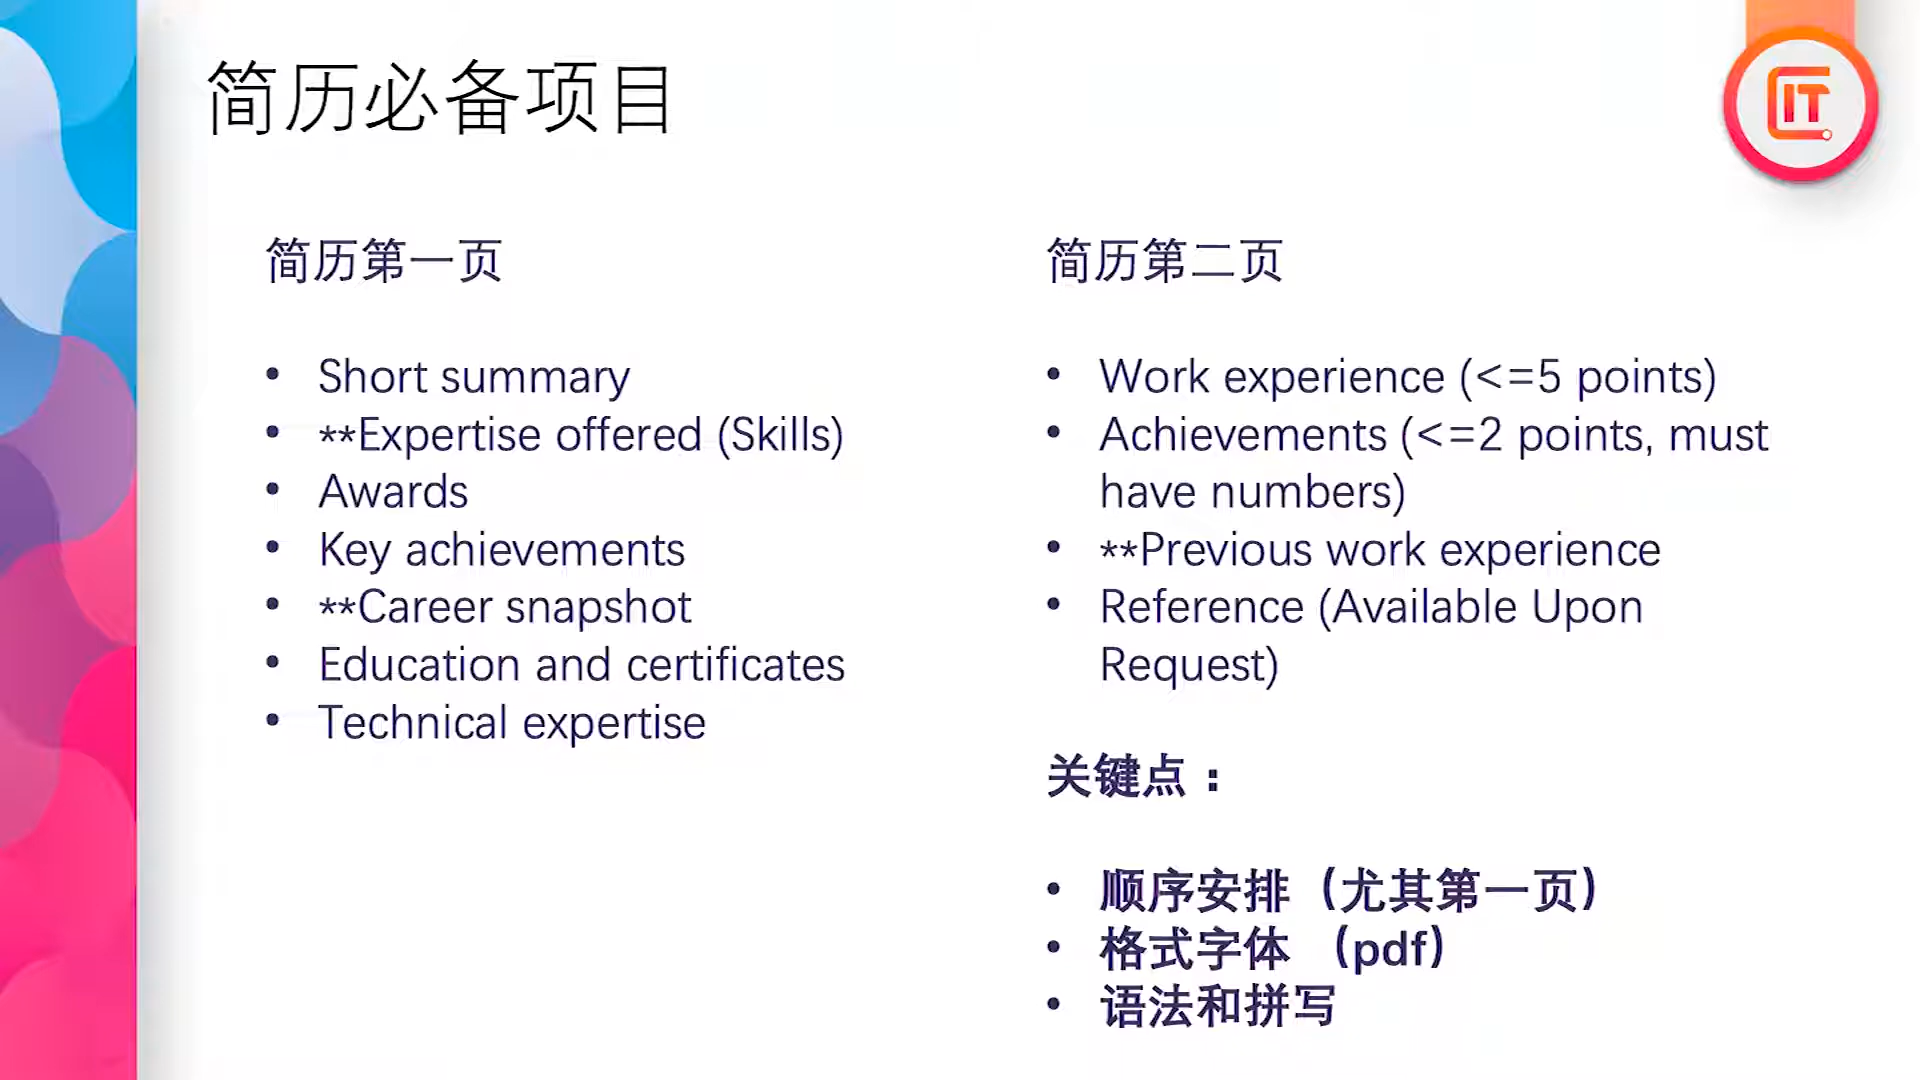 简历必备项目
IT
简历第一页
• Short summary
• **Expertise offered (Skills)
• Awards
• Key achievements
• **Career snapshot
• Education and certificates
• Technical expertise
简历第二页
• Work experience (<=5 points)
• Achievements (<=2 points, must
have numbers)
• **Previous work experience
• Reference (Available Upon
Request)
关键点：
• 顺序安排（尤其第一页）
• 格式字体 （pdf）
• 语法和拼写